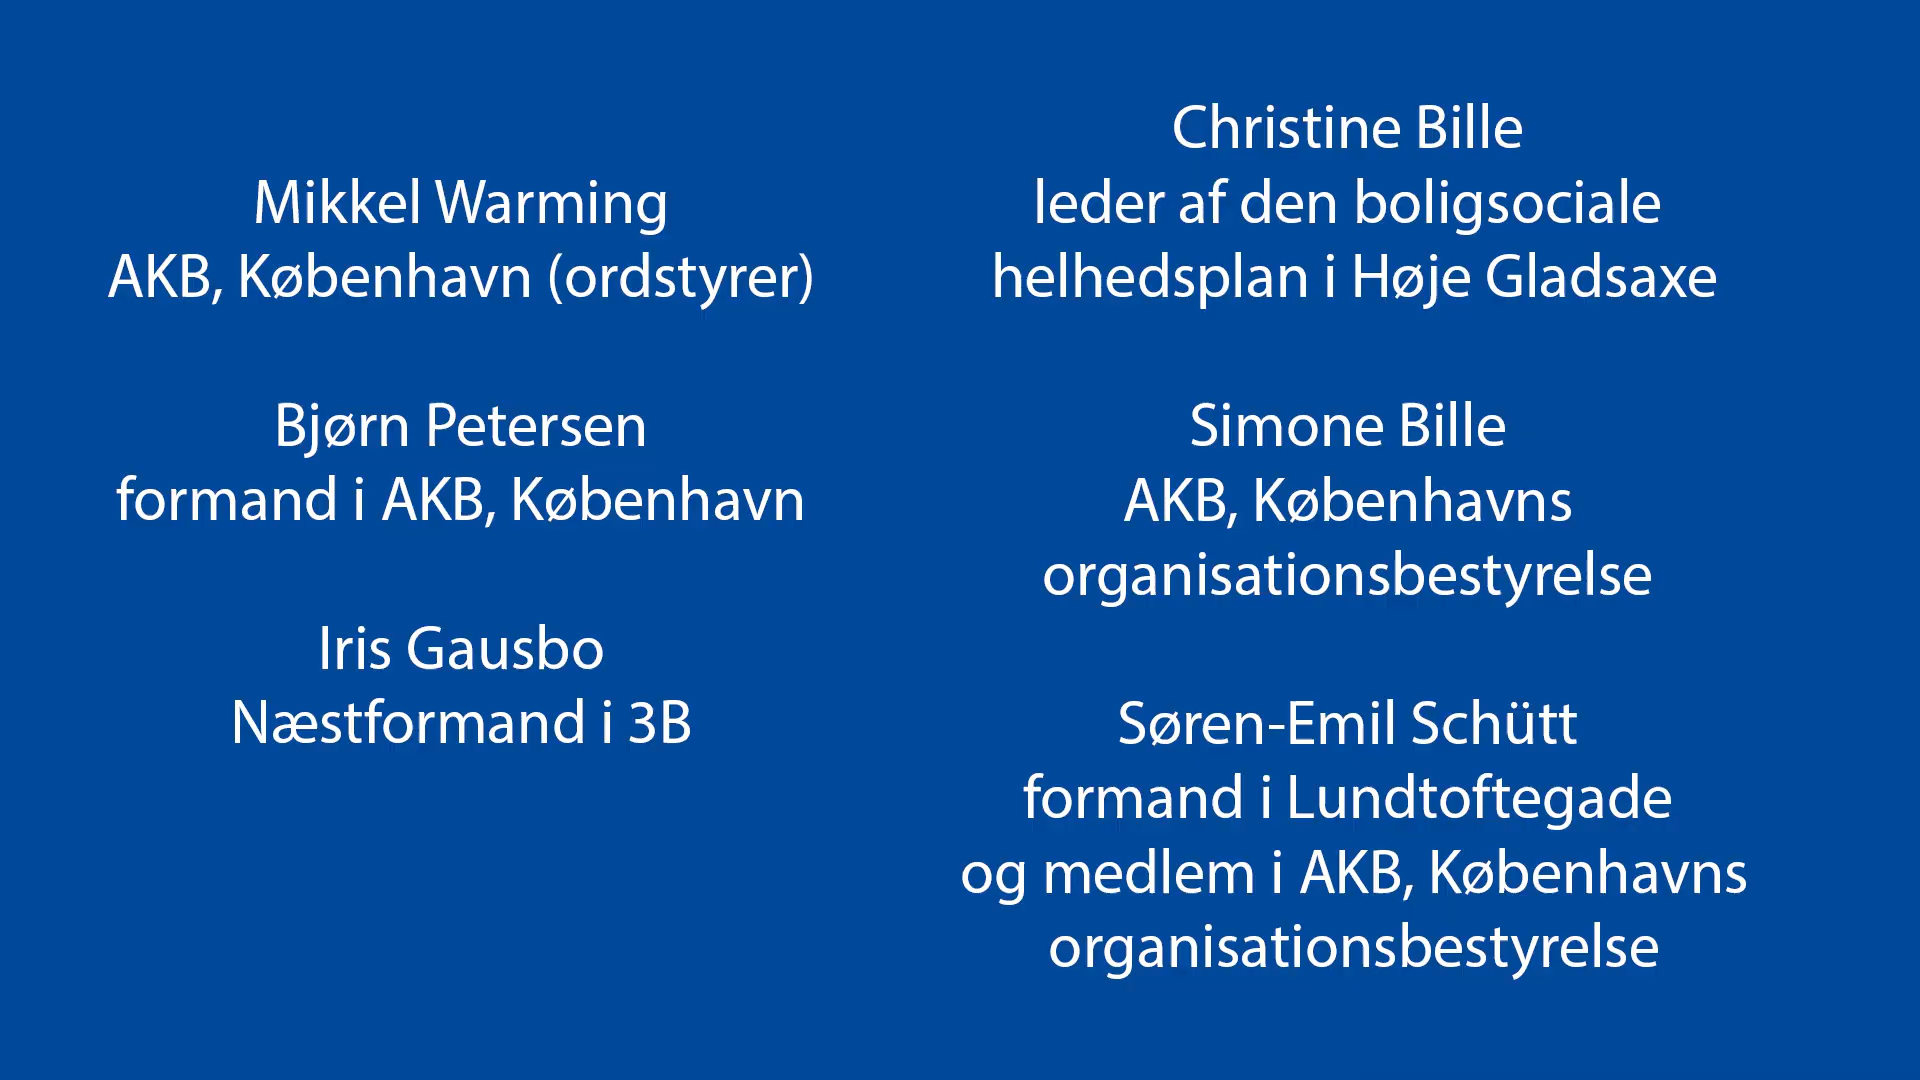 Mikkel Warming
AKB, København (ordstyrer)
Bjørn Petersen
formand i AKB, København
Iris Gausbo
Næstformand i 3B
Christine Bille
leder af den boligsociale
helhedsplan i Høje Gladsaxe
Simone Bille
AKB, Københavns
organisationsbestyrelse
Søren-Emil Schütt
formand i Lundtoftegade
og medlem i AKB, Københavns
organisationsbestyrelse